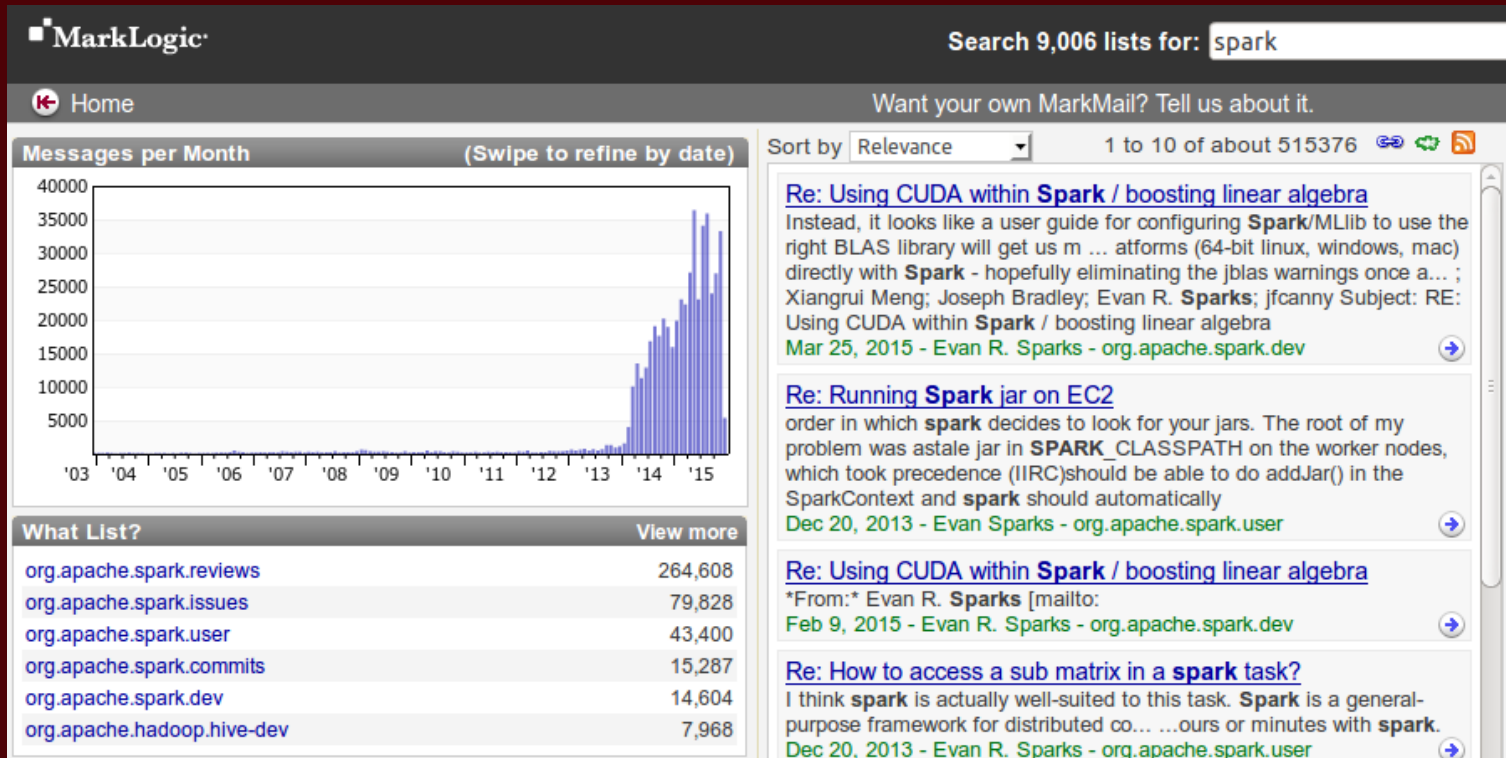 MarkLogic
Search 9,006 lists for: spark
Home
Want your own MarkMail? Tell us about it.
Messages per Month (Swipe to refine by date)
40000
35000
30000
25000
20000
15000
10000
5000
'03 '04 '05 '06 '07 '08 '09 '10 '11 '12 '13 '14 '15
What List? View more
org.apache.spark.reviews 264,608
org.apache.spark.issues 79,828
org.apache.spark.user 43,400
org.apache.spark.commits 15,287
org.apache.spark.dev 14,604
org.apache.hadoop.hive-dev 7,968
Sort by Relevance 1 to 10 of about 515376
Re: Using CUDA within Spark / boosting linear algebra
Instead, it looks like a user guide for configuring Spark/MLlib to use the
right BLAS library will get us m ... atforms (64-bit linux, windows, mac)
directly with Spark - hopefully eliminating the jblas warnings once a... ;
Xiangrui Meng; Joseph Bradley; Evan R. Sparks; jfcanny Subject: RE:
Using CUDA within Spark / boosting linear algebra
Mar 25, 2015 - Evan R. Sparks - org.apache.spark.dev
Re: Running Spark jar on EC2
order in which spark decides to look for your jars. The root of my
problem was astale jar in SPARK_CLASSPATH on the worker nodes,
which took precedence (IIRC)should be able to do addJar() in the
SparkContext and spark should automatically
Dec 20, 2013 - Evan Sparks - org.apache.spark.user
Re: Using CUDA within Spark / boosting linear algebra
*From:* Evan R. Sparks [mailto:
Feb 9, 2015 - Evan R. Sparks - org.apache.spark.dev
Re: How to access a sub matrix in a spark task?
I think spark is actually well-suited to this task. Spark is a general-
purpose framework for distributed co... ...ours or minutes with spark.
Dec 20, 2013 - Evan R. Sparks - org.apache.spark.user